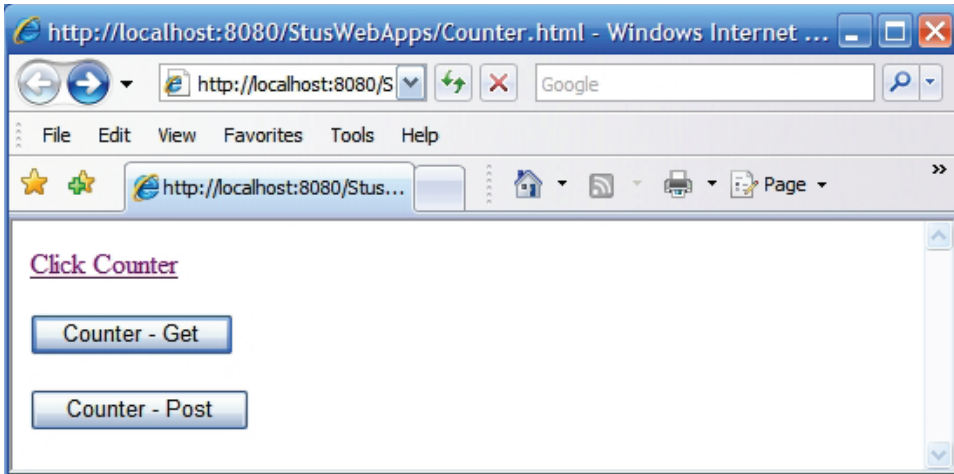 http://localhost:8080/StusWebApps/Counter.html - Windows Internet ...
http://localhost:8080/S
Google
File Edit View Favorites Tools Help
http://localhost:8080/Stus...
Page
»
Click Counter
Counter - Get
Counter - Post